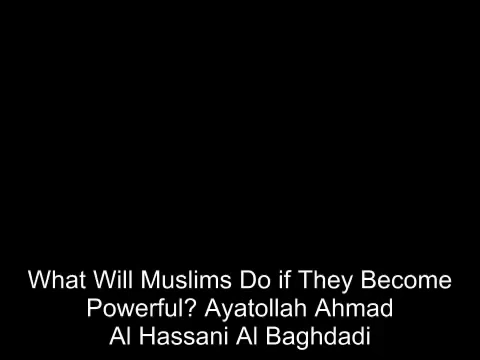 What Will Muslims Do if They Become
Powerful? Ayatollah Ahmad
Al Hassani Al Baghdadi